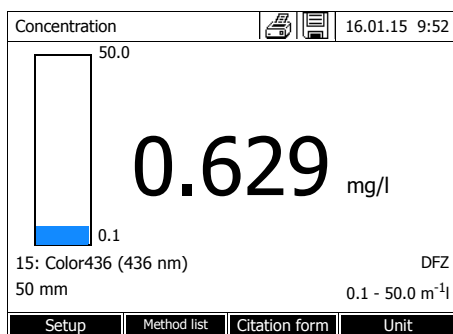 Concentration 16.01.15 9:52
50.0
0.629 mg/l
0.1
15: Color436 (436 nm) DFZ
50 mm 0.1 - 50.0 m⁻¹l
Setup Method list Citation form Unit